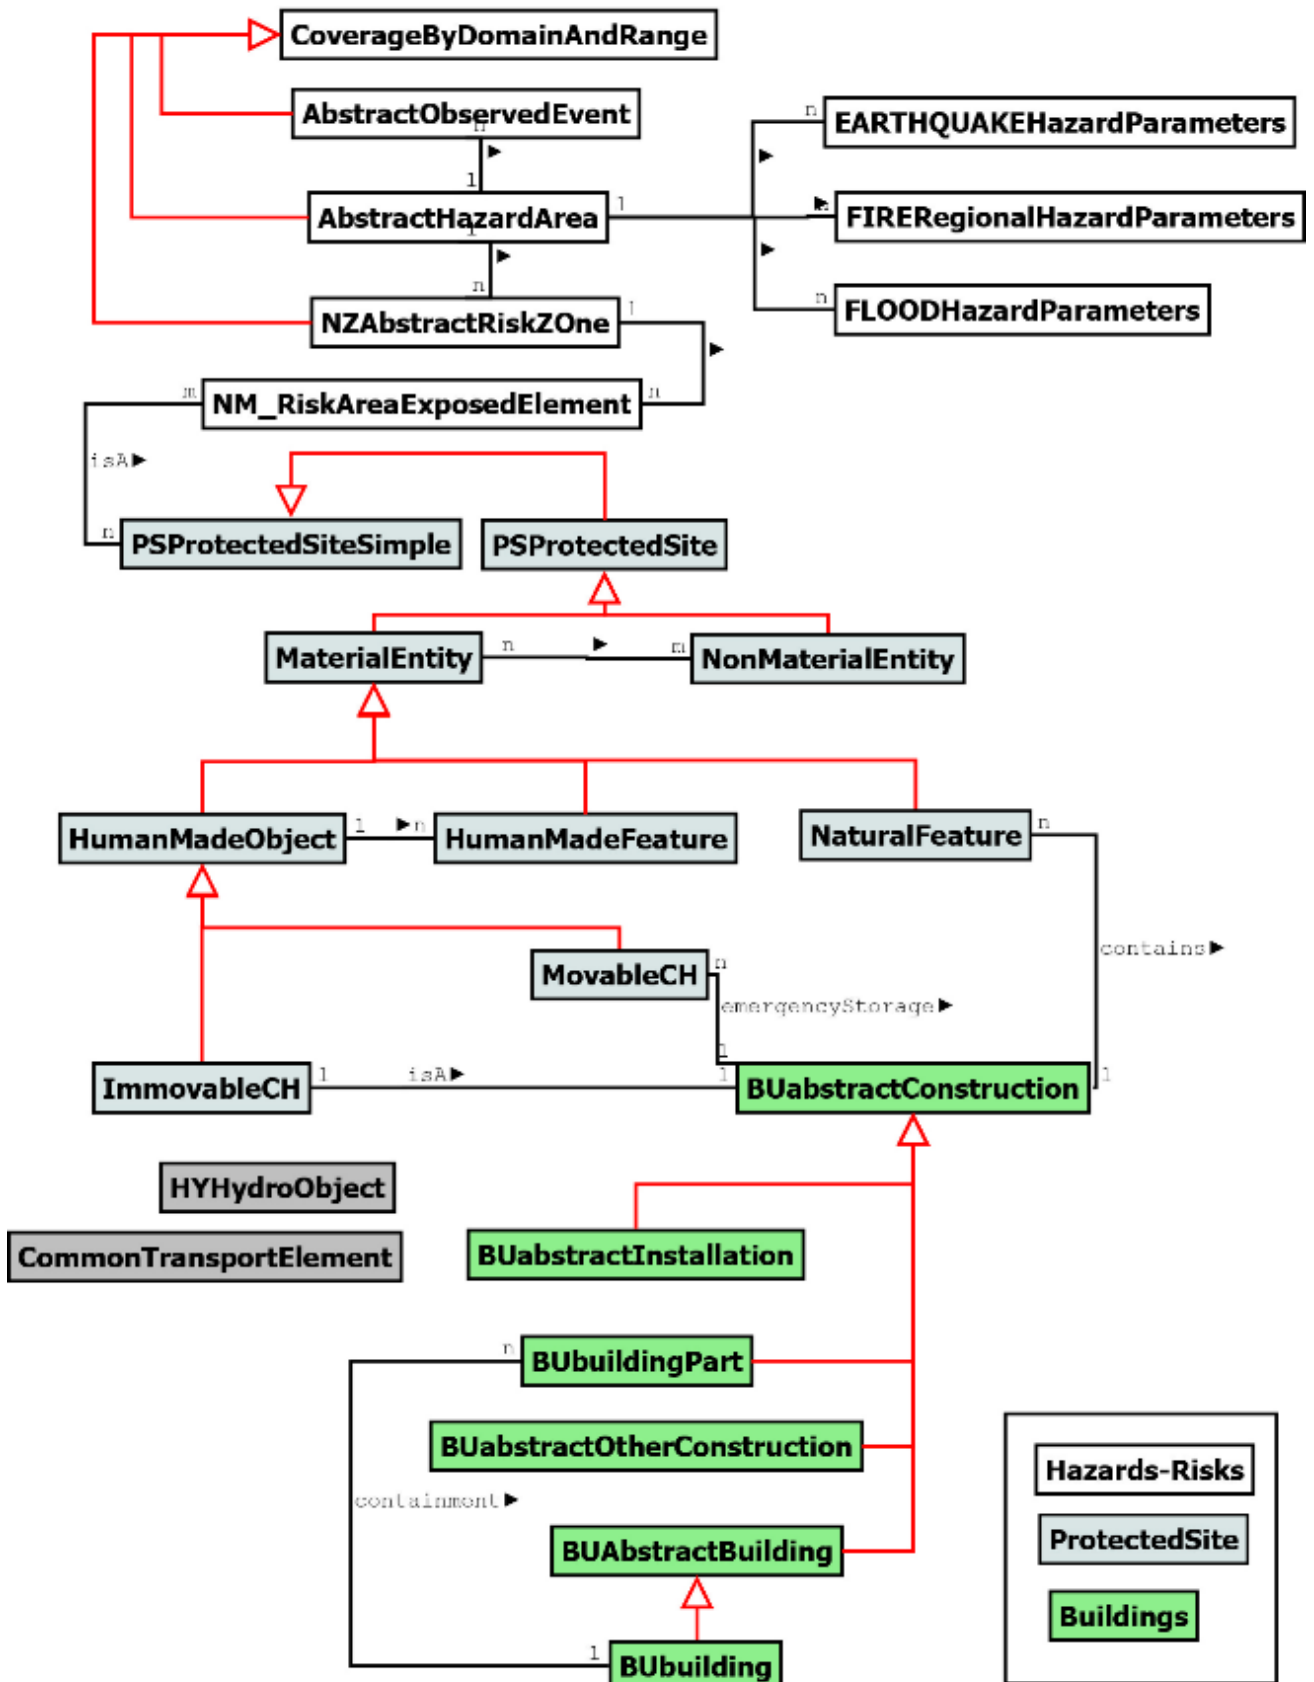 CoverageByDomainAndRange
AbstractObservedEvent
n
1
n
EARTHQUAKEHazardParameters
AbstractHazardArea
1
1
n
n
FIRERegionalHazardParameters
n
FLOODHazardParameters
NZAbstractRiskZOne
1
m
NM_RiskAreaExposedElement
n
isA
n
PSProtectedSiteSimple
PSProtectedSite
MaterialEntity
n
m
NonMaterialEntity
HumanMadeObject
1
n
HumanMadeFeature
NaturalFeature
n
contains
MovableCH
n
emergencyStorage
1
ImmovableCH
1
isA
1
BUabstractConstruction
1
HYHydroObject
CommonTransportElement
BUabstractInstallation
n
BUbuildingPart
BUabstractOtherConstruction
containmont
BUAbstractBuilding
1
BUbuilding
Hazards-Risks
ProtectedSite
Buildings